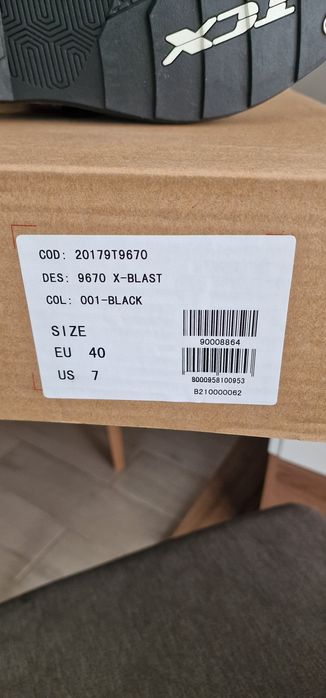 TCX
COD: 20179T9670
DES: 9670 X-BLAST
COL: 001-BLACK
SIZE
EU 40
US 7
90008864
8000958100953
B210000062